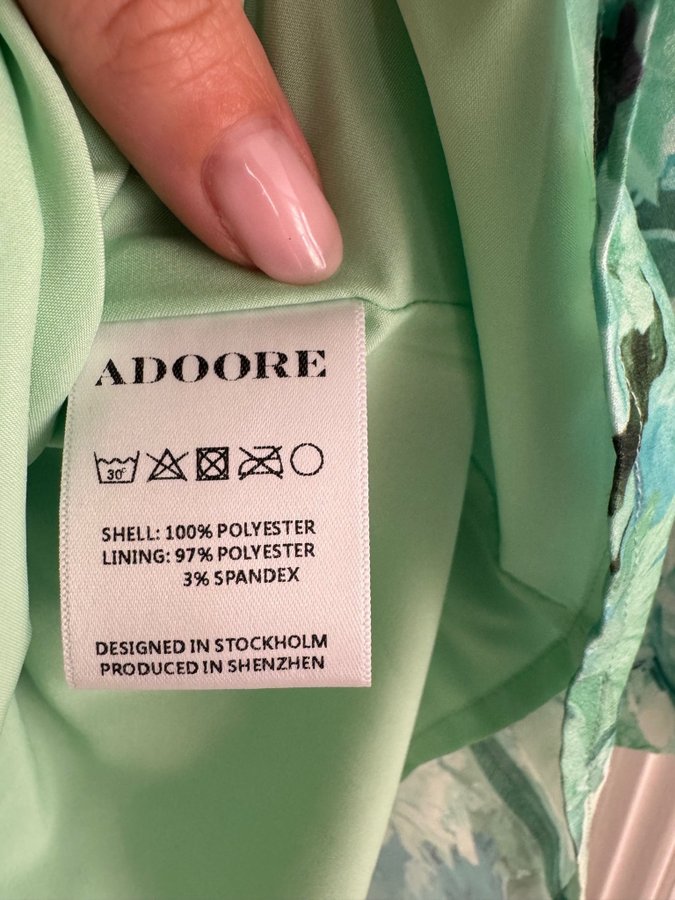 ADOORE
30°
SHELL: 100% POLYESTER
LINING: 97% POLYESTER
3% SPANDEX
DESIGNED IN STOCKHOLM
PRODUCED IN SHENZHEN